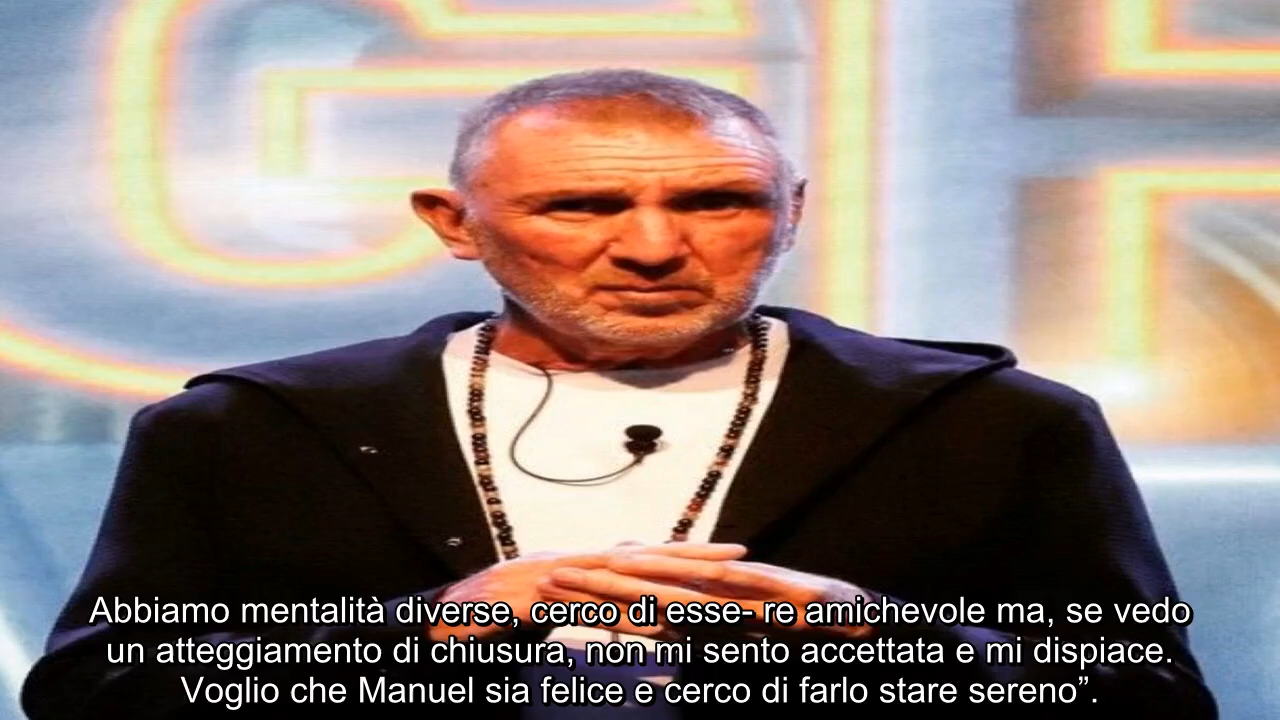 Abbiamo mentalità diverse, cerco di esse- re amichevole ma, se vedo
un atteggiamento di chiusura, non mi sento accettata e mi dispiace.
Voglio che Manuel sia felice e cerco di farlo stare sereno”.